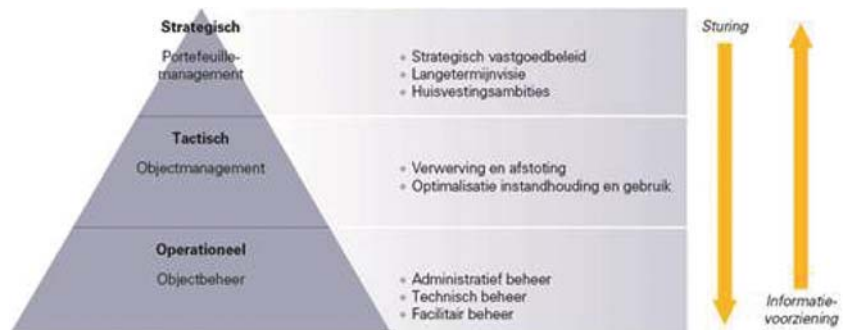 Strategisch
Portefeuille-
management
• Strategisch vastgoedbeleid
• Langetermijnvisie
• Huisvestingsambities
Tactisch
Objectmanagement
• Verwerving en afstoting
• Optimalisatie instandhouding en gebruik
Operationeel
Objectbeheer
• Administratief beheer
• Technisch beheer
• Facilitair beheer
Sturing
Informatie-
voorziening